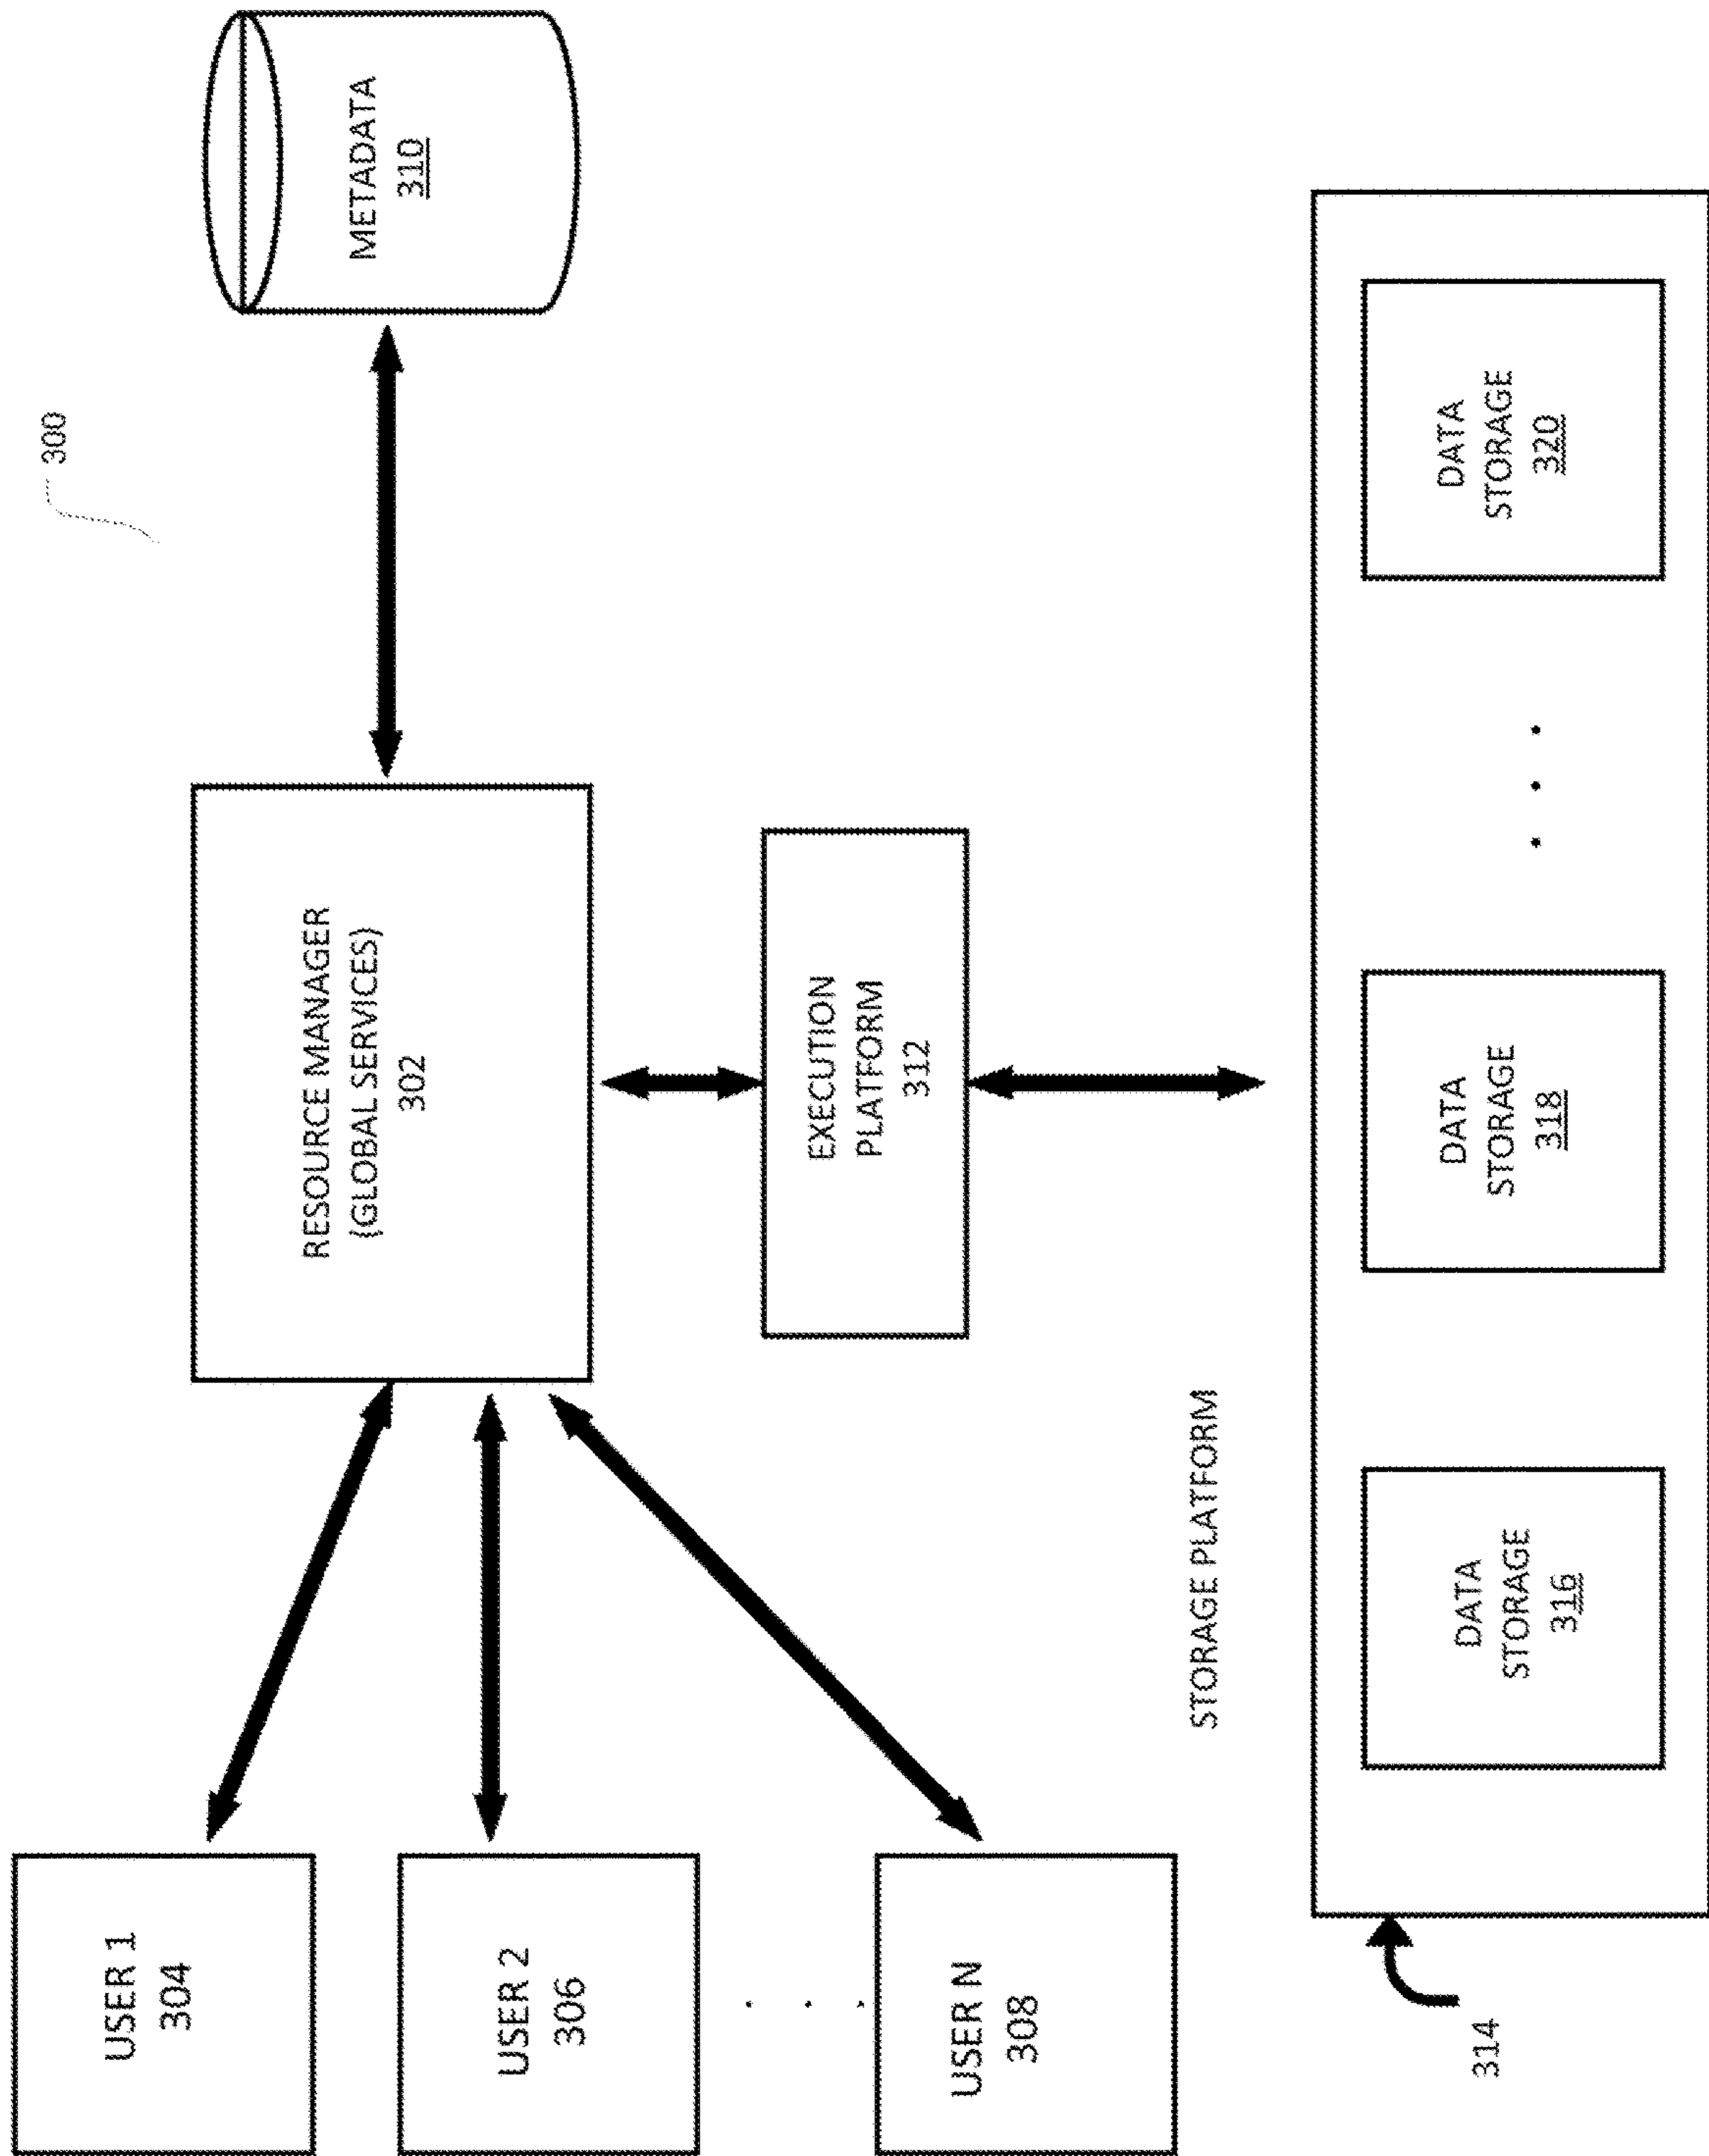 300
USER 1
304
USER 2
306
. . .
USER N
308
RESOURCE MANAGER
(GLOBAL SERVICES)
302
METADATA
310
EXECUTION
PLATFORM
312
STORAGE PLATFORM
314
DATA
STORAGE
316
DATA
STORAGE
318
. . .
DATA
STORAGE
320